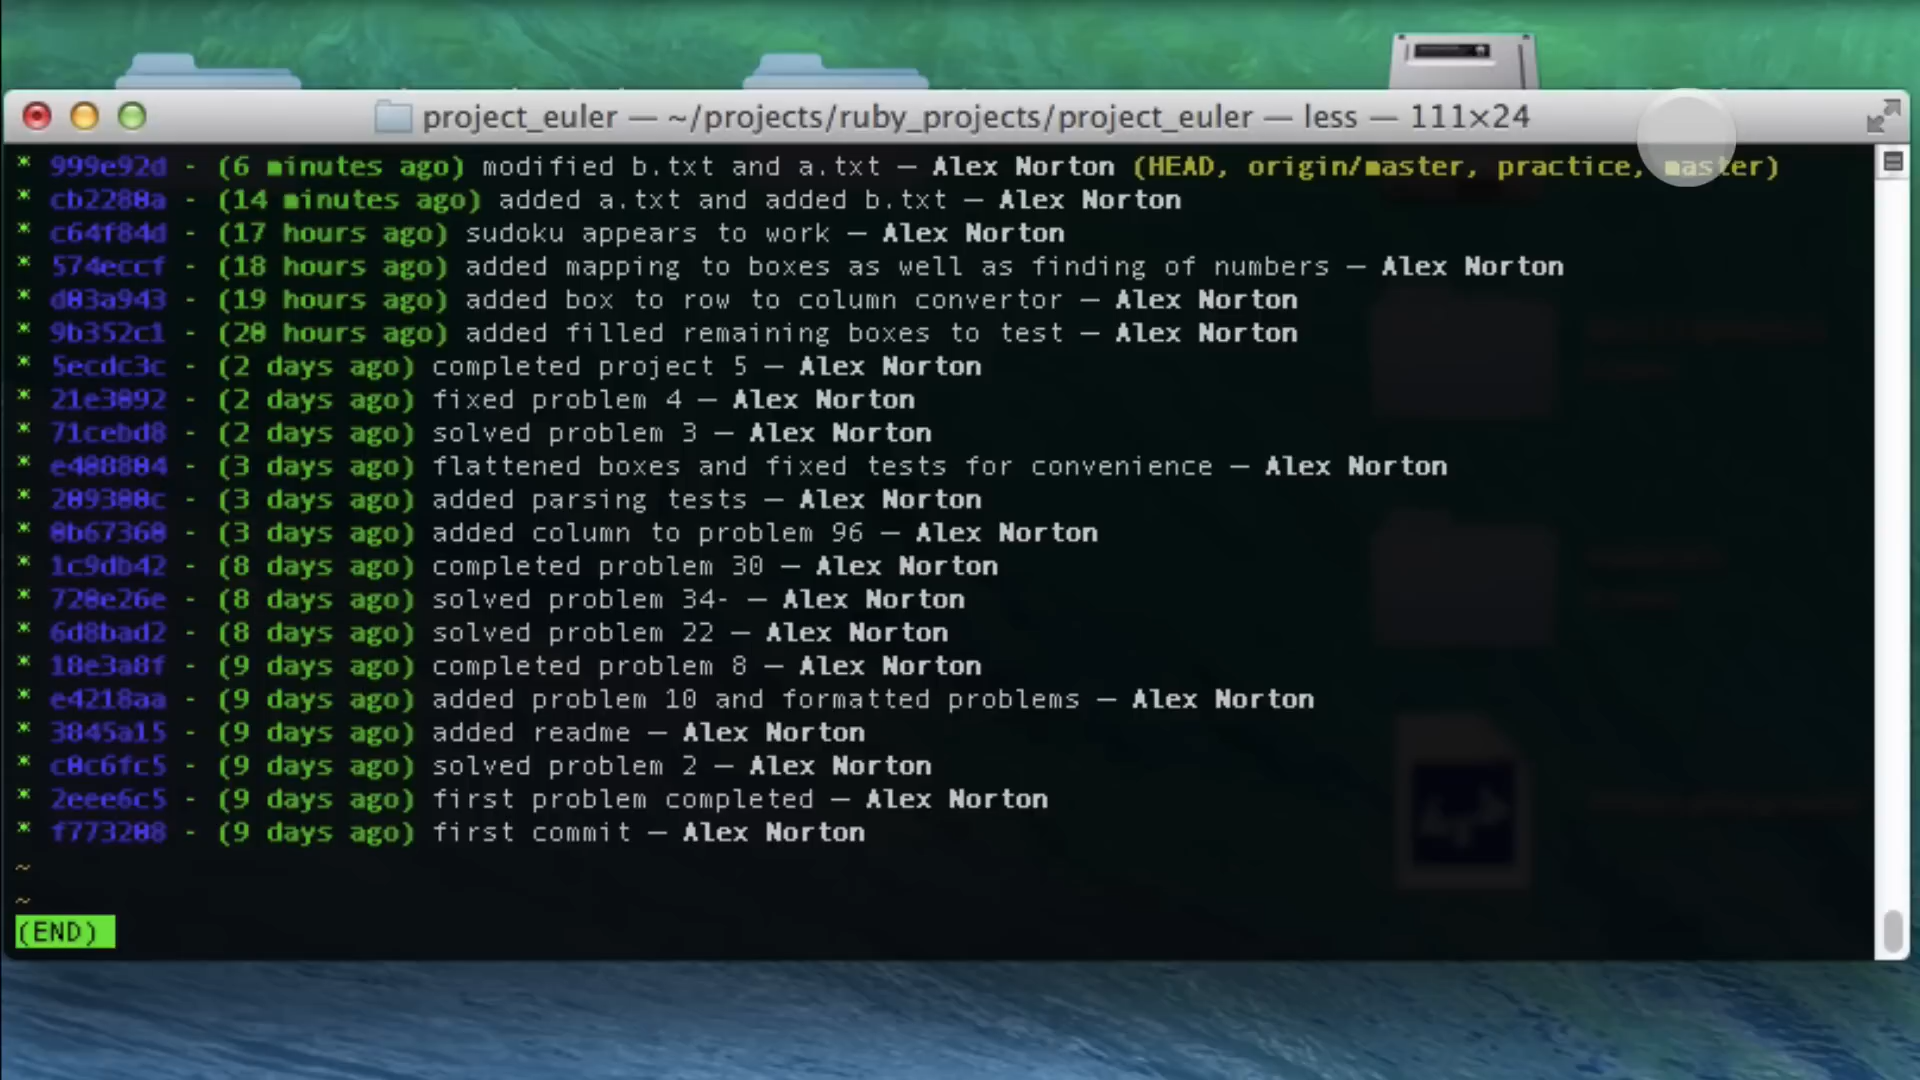 project_euler — ~/projects/ruby_projects/project_euler — less — 111×24
* 999e92d - (6 minutes ago) modified b.txt and a.txt — Alex Norton (HEAD, origin/master, practice, master)
* cb2280a - (14 minutes ago) added a.txt and added b.txt — Alex Norton
* c64f84d - (17 hours ago) sudoku appears to work — Alex Norton
* 574eccf - (18 hours ago) added mapping to boxes as well as finding of numbers — Alex Norton
* d03a943 - (19 hours ago) added box to row to column convertor — Alex Norton
* 9b352c1 - (20 hours ago) added filled remaining boxes to test — Alex Norton
* 5ecdc3c - (2 days ago) completed project 5 — Alex Norton
* 21e3092 - (2 days ago) fixed problem 4 — Alex Norton
* 71cebd8 - (2 days ago) solved problem 3 — Alex Norton
* - (3 days ago) flattened boxes and fixed tests for convenience — Alex Norton
* - (3 days ago) added parsing tests — Alex Norton
* 0b67360 - (3 days ago) added column to problem 96 — Alex Norton
* 1c9db42 - (8 days ago) completed problem 30 — Alex Norton
* 720e26e - (8 days ago) solved problem 34- — Alex Norton
* 6d8bad2 - (8 days ago) solved problem 22 — Alex Norton
* 18e3a8f - (9 days ago) completed problem 8 — Alex Norton
* e4218aa - (9 days ago) added problem 10 and formatted problems — Alex Norton
* 3845a15 - (9 days ago) added readme — Alex Norton
* c0c6fc5 - (9 days ago) solved problem 2 — Alex Norton
* 2eee6c5 - (9 days ago) first problem completed — Alex Norton
* f773208 - (9 days ago) first commit — Alex Norton
~
~
(END)